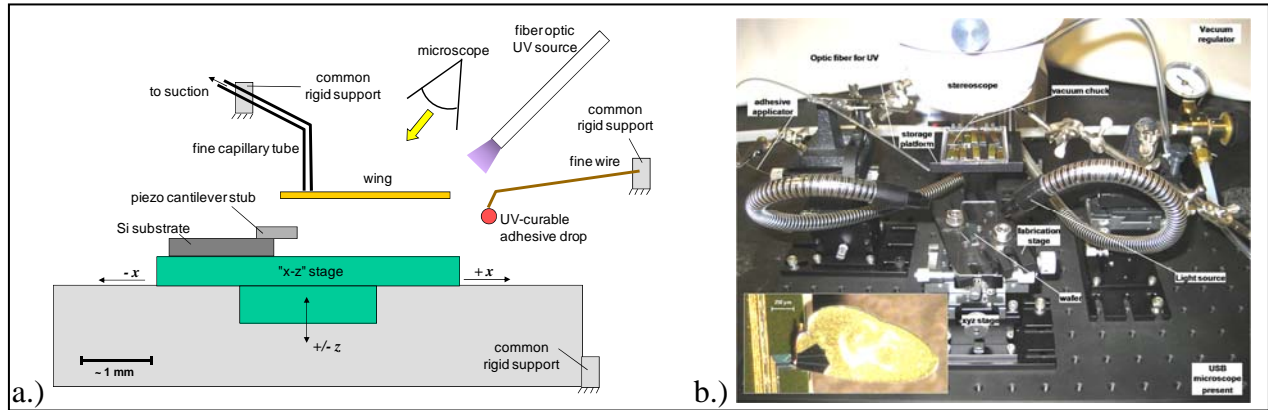 fiber optic
UV source
microscope
common
rigid support
to suction
common
rigid support
fine capillary tube
fine wire
wing
piezo cantilever stub
UV-curable
adhesive drop
Si substrate
"x-z" stage
- x
+ x
+/- z
~ 1 mm
common
rigid support
a.)
Vacuum
regulator
Optic fiber for UV
stereoscope
vacuum chuck
adhesive
applicator
storage
platform
fabrication
stage
Light source
wafer
xyz stage
250 µm
USB
microscope
present
b.)